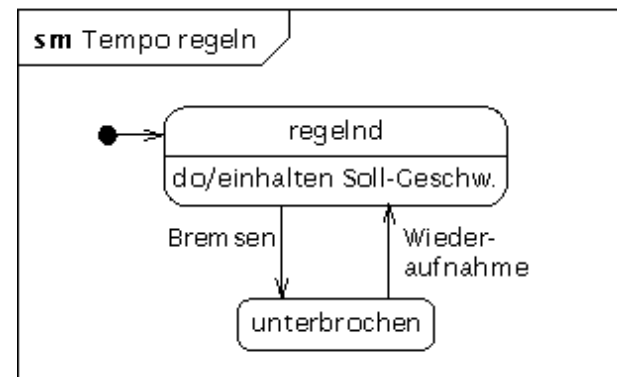 sm Tempo regeln
regelnd
do/einhalten Soll-Geschw.
Bremsen
Wieder-
aufnahme
unterbrochen